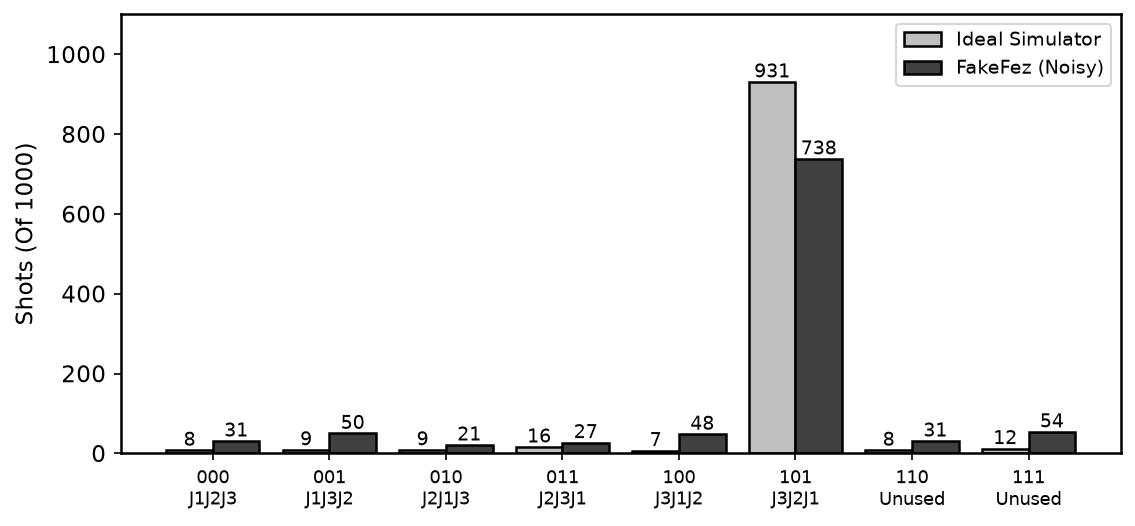 Ideal Simulator
FakeFez (Noisy)
Shots (Of 1000)
1000
800
600
400
200
0
8 31 9 50 9 21 16 27 7 48 931 738 8 31 12 54
000 001 010 011 100 101 110 111
J1J2J3 J1J3J2 J2J1J3 J2J3J1 J3J1J2 J3J2J1 Unused Unused